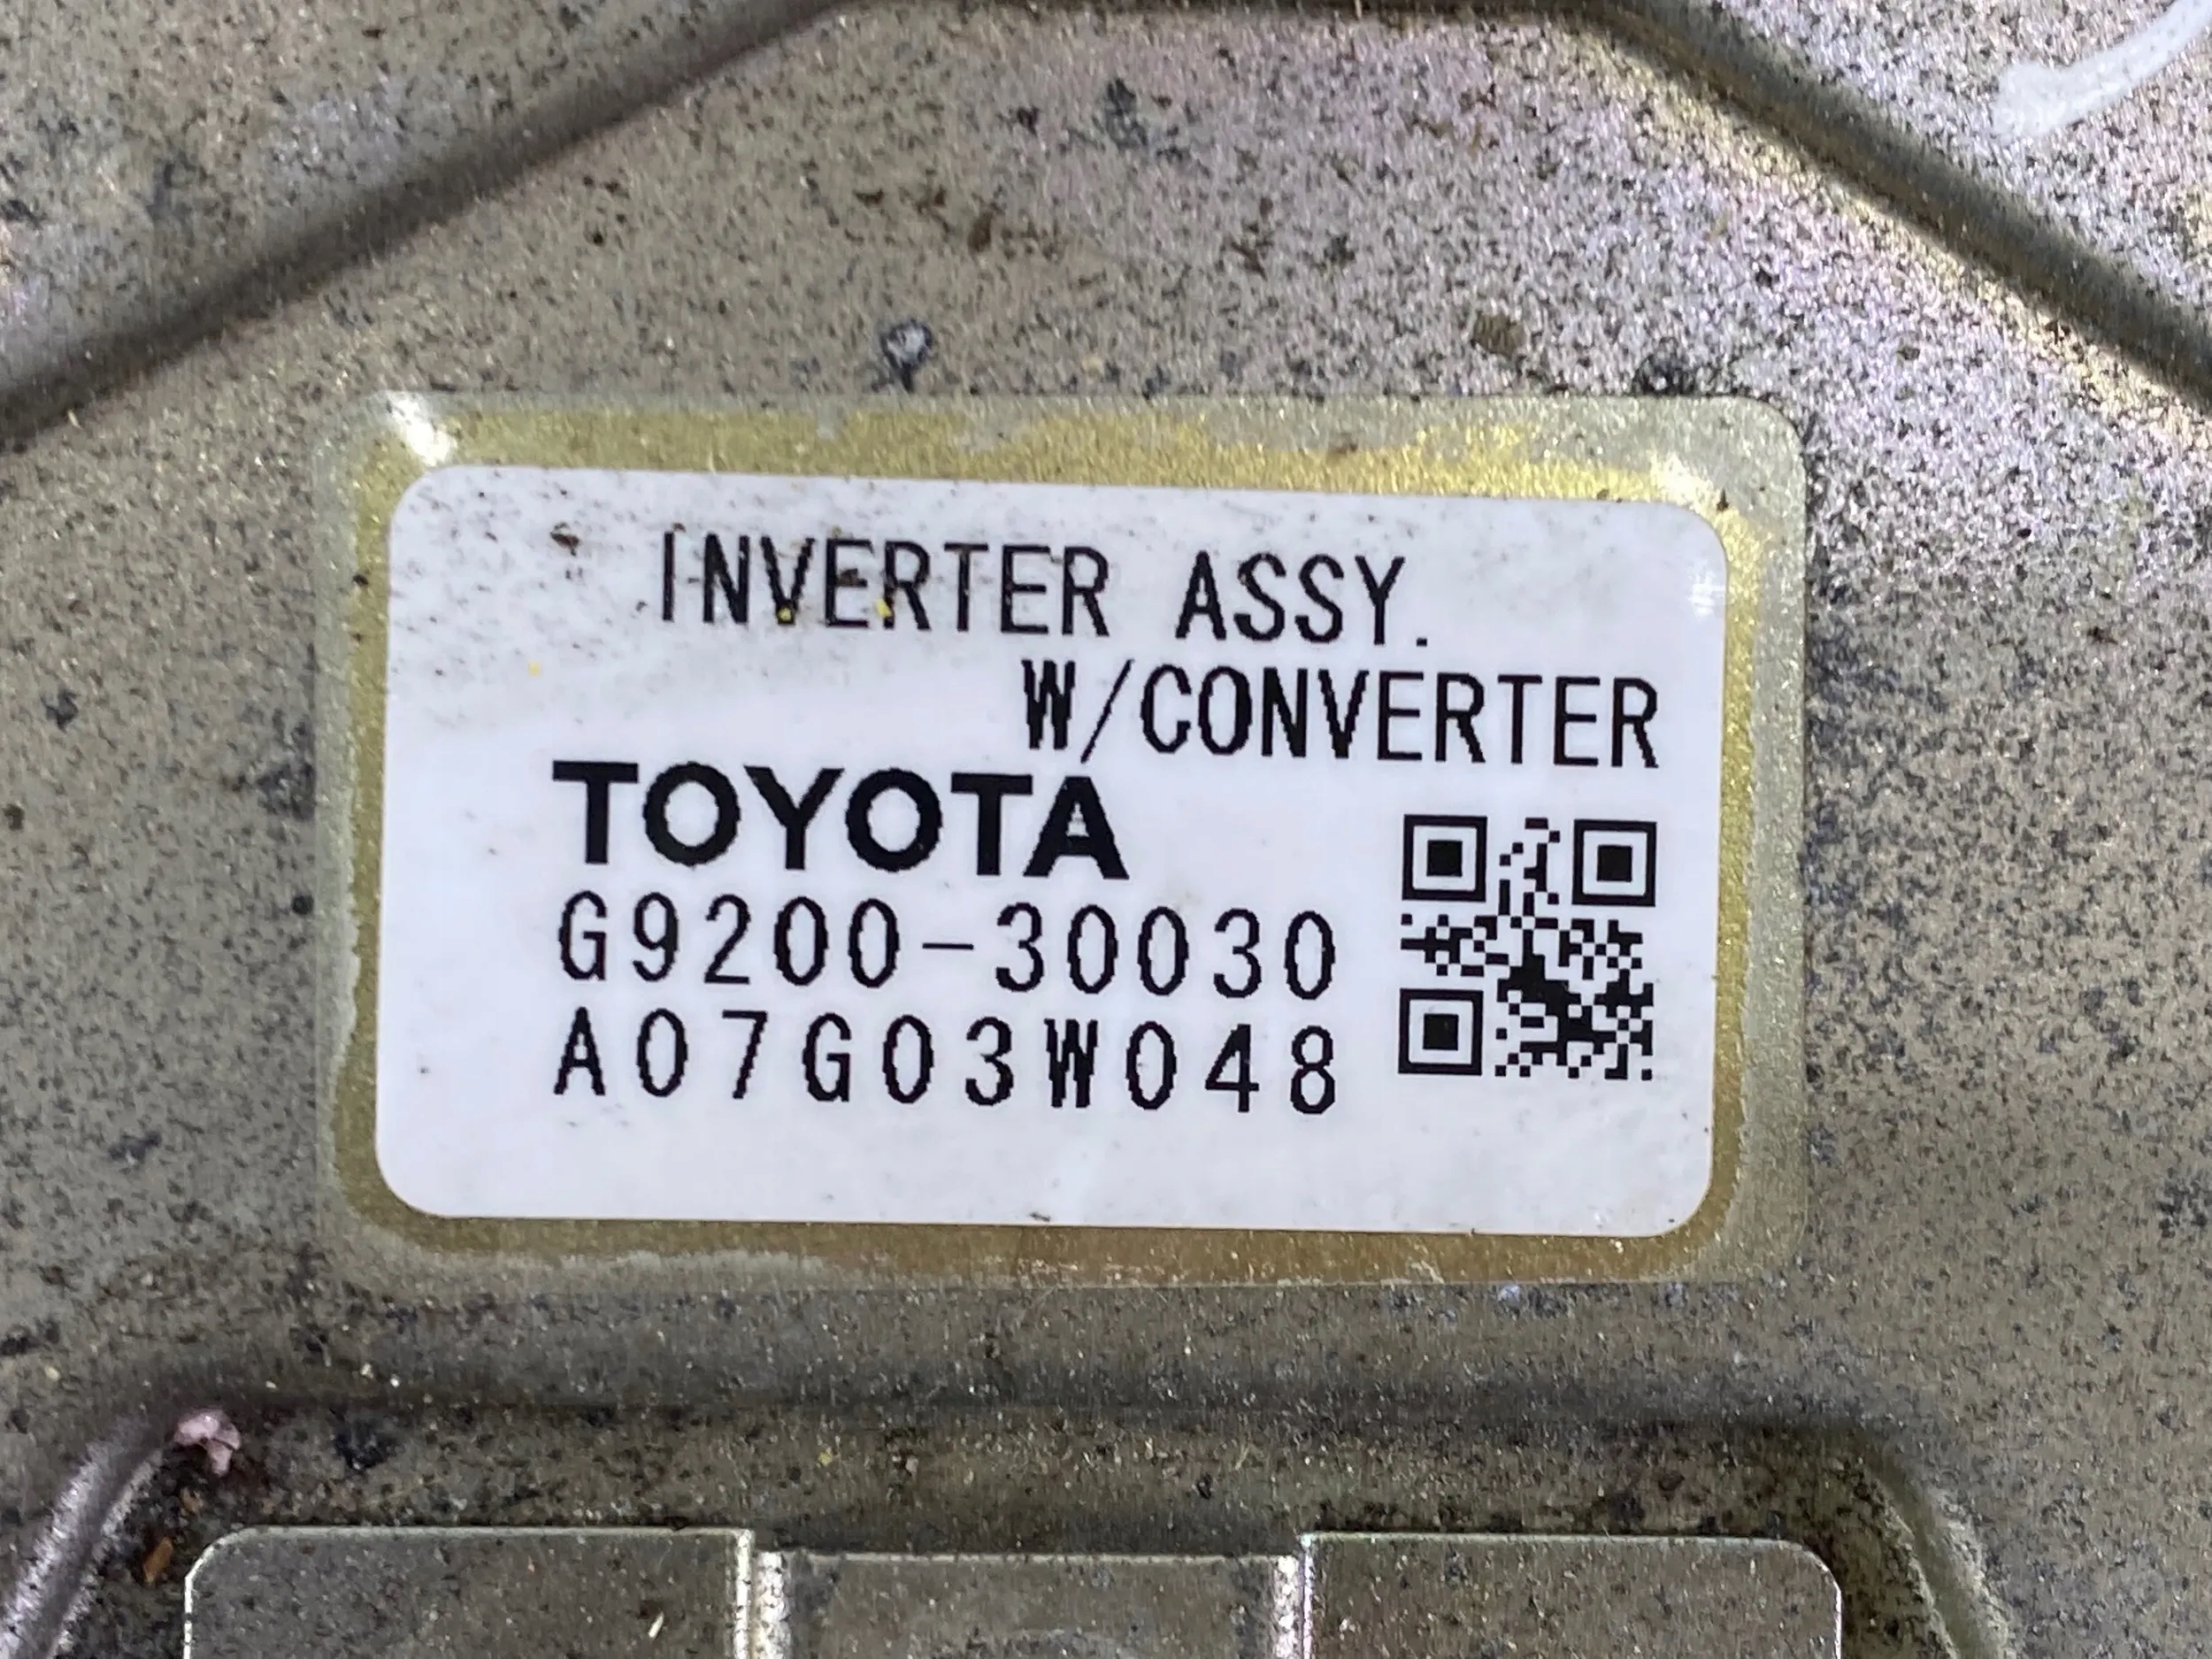 INVERTER ASSY.
W/CONVERTER
TOYOTA
G9200-30030
A07G03W048